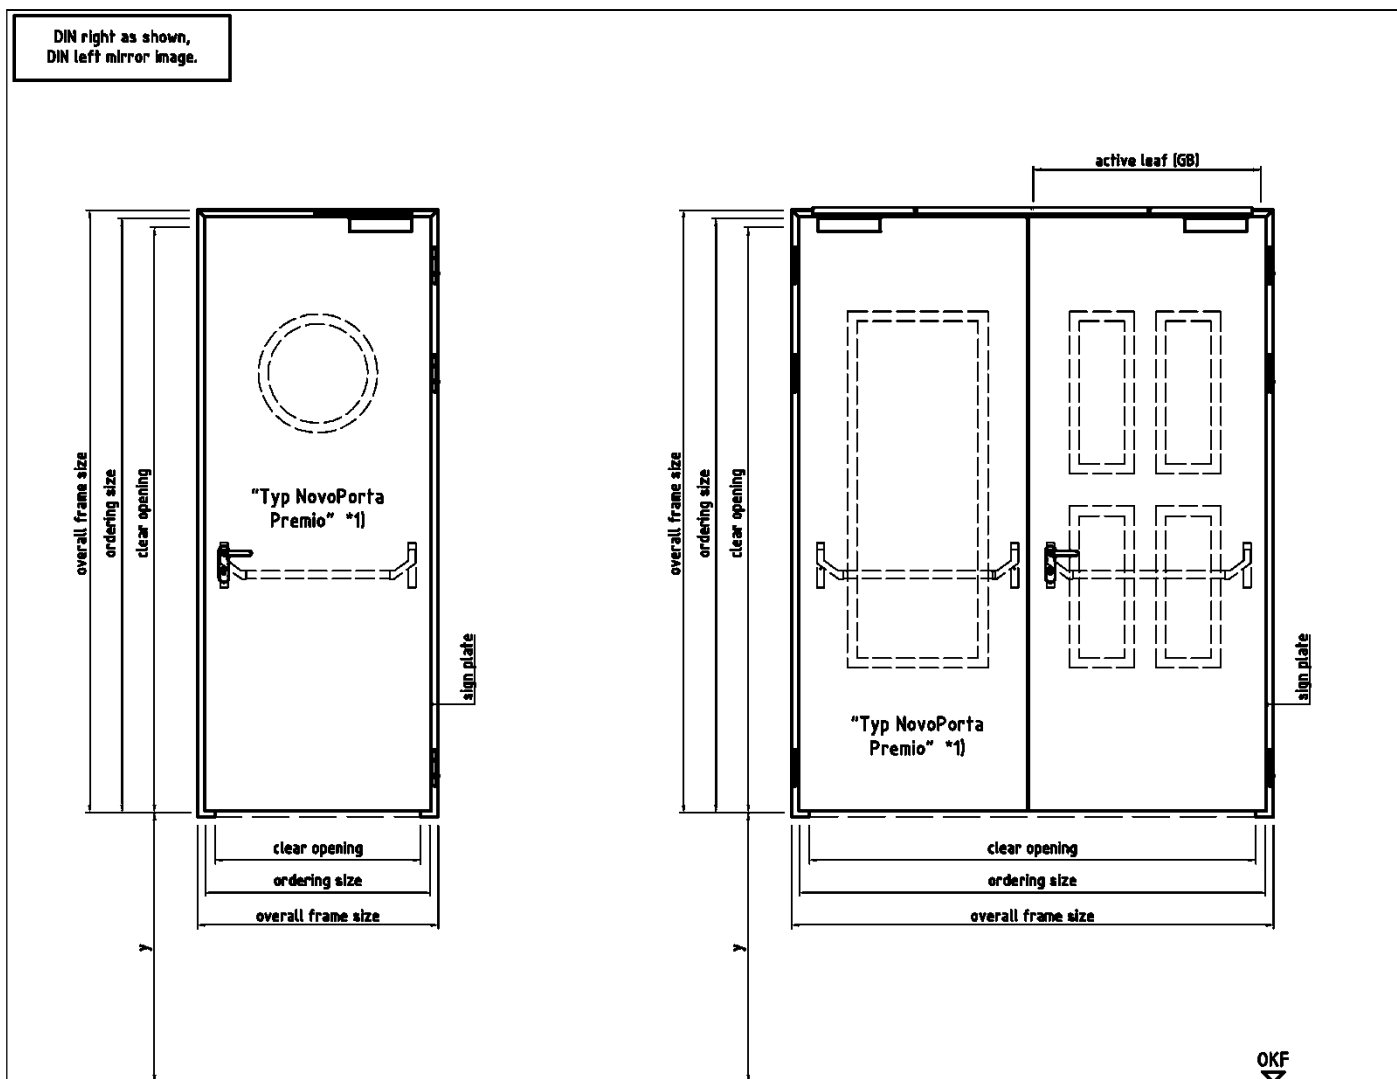 DIN right as shown,
DIN left mirror image.
active leaf (GB)
overall frame size
ordering size
clear opening
"Typ NovoPorta
Premio" *1)
sign plate
clear opening
ordering size
overall frame size
y
overall frame size
ordering size
clear opening
"Typ NovoPorta
Premio" *1)
sign plate
clear opening
ordering size
overall frame size
y
OKF